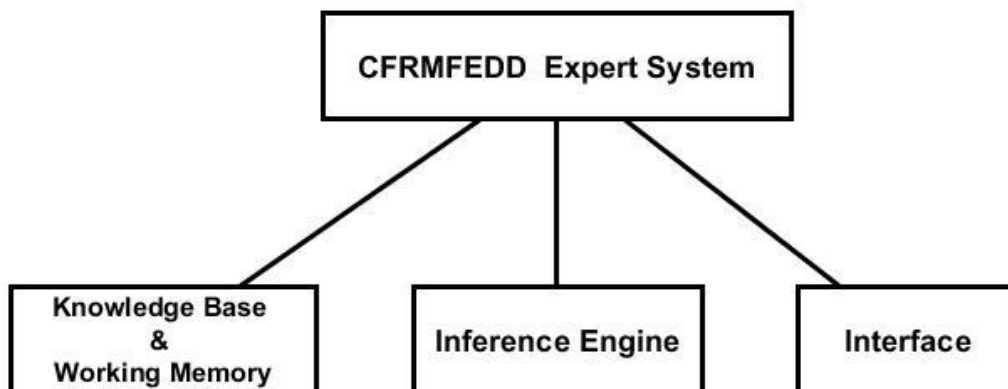 CFRMFEDD Expert System
Knowledge Base
&
Working Memory
Inference Engine
Interface